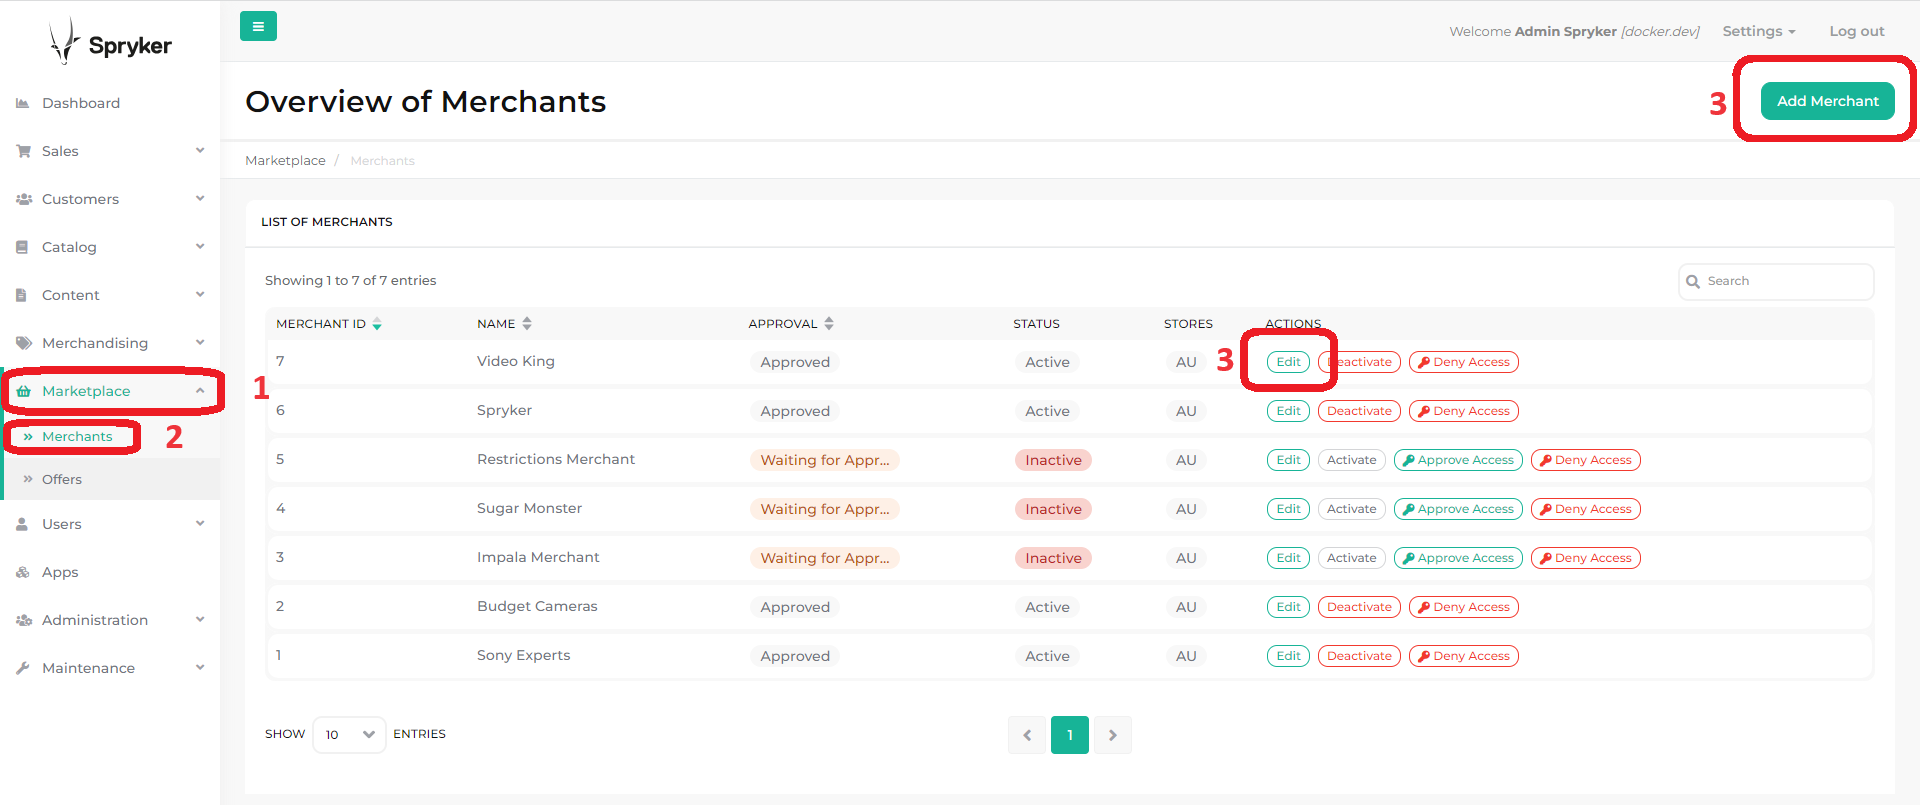 Spryker
Welcome Admin Spryker [docker.dev] Settings Log out
Dashboard
Sales
Customers
Catalog
Content
Merchandising
Marketplace 1
Merchants 2
Offers
Users
Apps
Administration
Maintenance
Overview of Merchants 3 Add Merchant
Marketplace / Merchants
LIST OF MERCHANTS
Showing 1 to 7 of 7 entries Search
MERCHANT ID NAME APPROVAL STATUS STORES ACTIONS
7 Video King Approved Active AU 3 Edit Deactivate Deny Access
6 Spryker Approved Active AU Edit Deactivate Deny Access
5 Restrictions Merchant Waiting for Appr... Inactive AU Edit Activate Approve Access Deny Access
4 Sugar Monster Waiting for Appr... Inactive AU Edit Activate Approve Access Deny Access
3 Impala Merchant Waiting for Appr... Inactive AU Edit Activate Approve Access Deny Access
2 Budget Cameras Approved Active AU Edit Deactivate Deny Access
1 Sony Experts Approved Active AU Edit Deactivate Deny Access
SHOW 10 ENTRIES 1